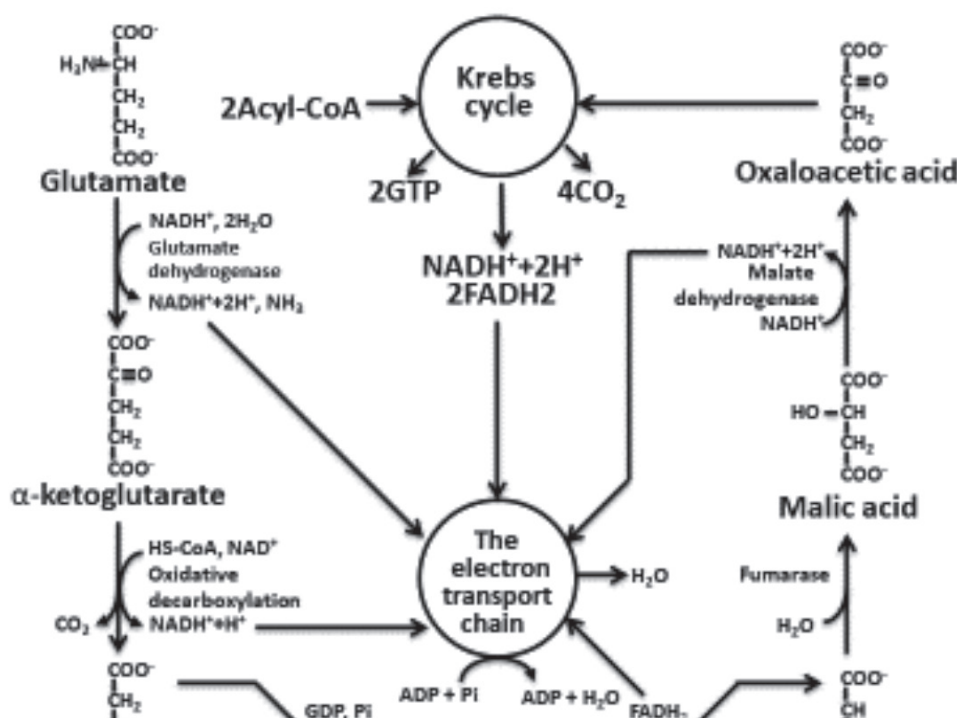 COO⁻
H₃N⁺CH
CH₂
CH₂
COO⁻
Glutamate
NADH⁺, 2H₂O
Glutamate
dehydrogenase
NADH⁺+2H⁺, NH₃
COO⁻
C=O
CH₂
CH₂
COO⁻
α-ketoglutarate
HS-CoA, NAD⁺
Oxidative
decarboxylation
CO₂
NADH⁺+H⁺
COO⁻
CH₂
2Acyl-CoA
Krebs
cycle
2GTP
4CO₂
NADH⁺+2H⁺
2FADH2
The
electron
transport
chain
H₂O
ADP + Pi
ADP + H₂O
GDP, Pi
FADH₂
COO⁻
C=O
CH₂
COO⁻
Oxaloacetic acid
NADH⁺+2H⁺
Malate
dehydrogenase
NADH⁺
COO⁻
HO-CH
CH₂
COO⁻
Malic acid
Fumarase
H₂O
COO⁻
CH